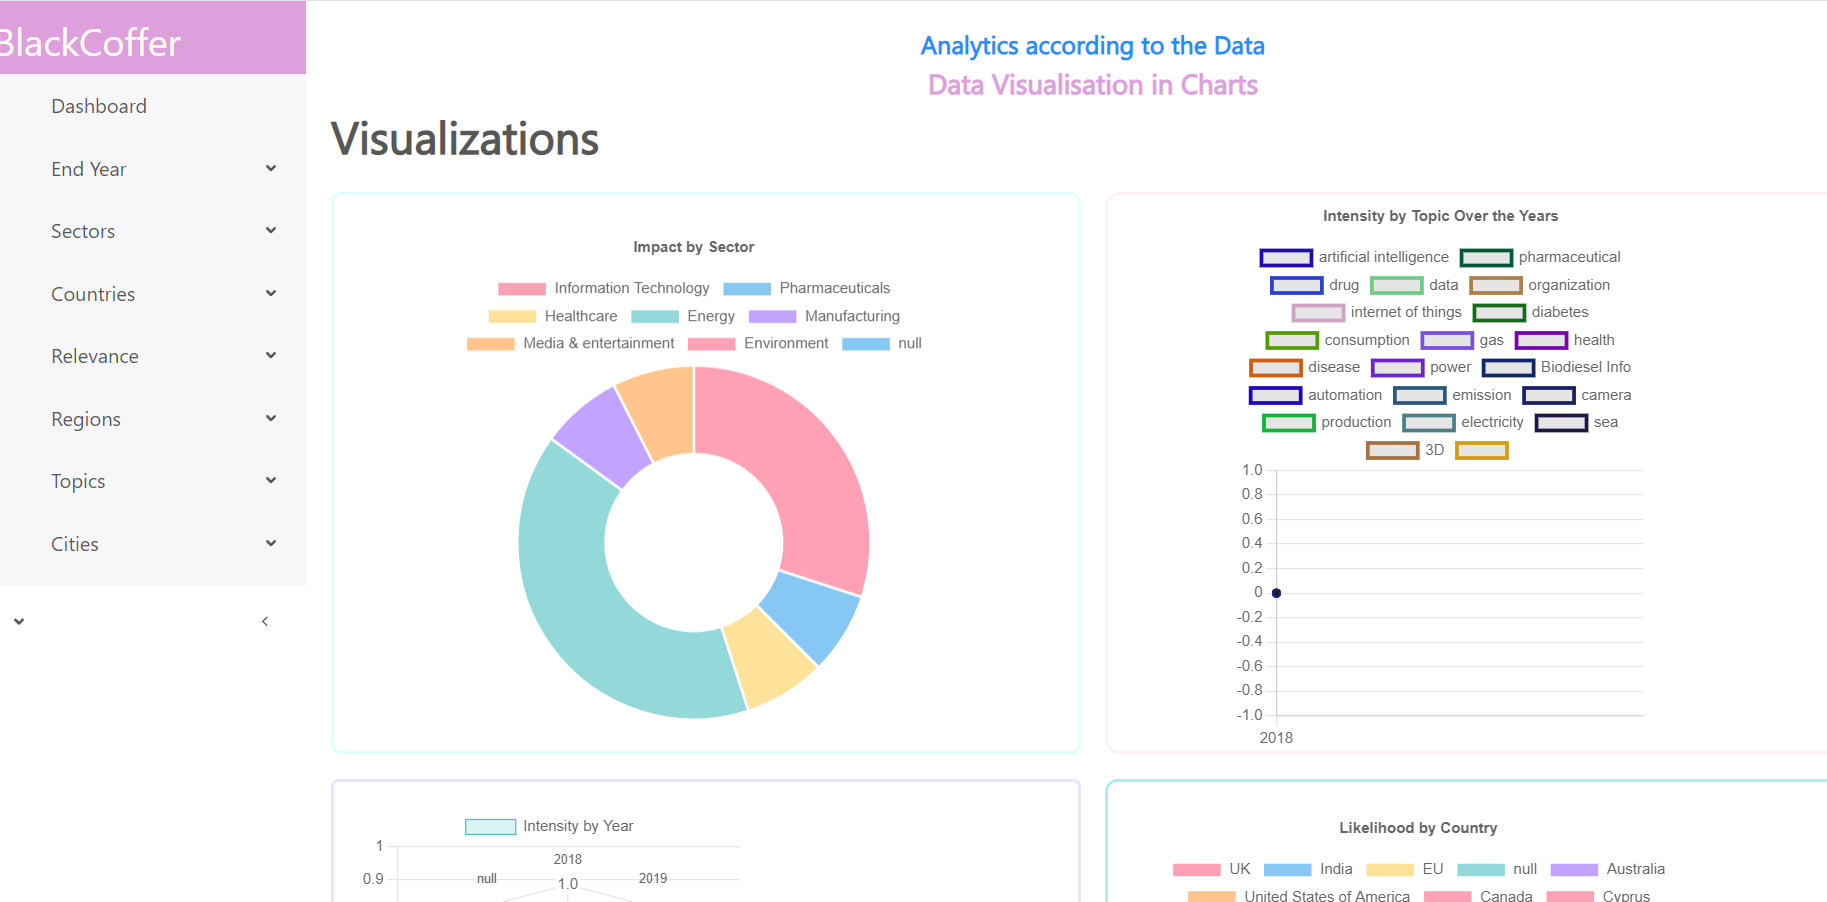 BlackCoffer
Dashboard
End Year
Sectors
Countries
Relevance
Regions
Topics
Cities
Analytics according to the Data
Data Visualisation in Charts
Visualizations
Impact by Sector
Information Technology Pharmaceuticals
Healthcare Energy Manufacturing
Media & entertainment Environment null
Intensity by Topic Over the Years
artificial intelligence pharmaceutical
drug data organization
internet of things diabetes
consumption gas health
disease power Biodiesel Info
automation emission camera
production electricity sea
3D
1.0
0.8
0.6
0.4
0.2
0
-0.2
-0.4
-0.6
-0.8
-1.0
2018
Intensity by Year
1
2018
0.9 null 1.0 2019
Likelihood by Country
UK India EU null Australia
United States of America Canada Cyprus